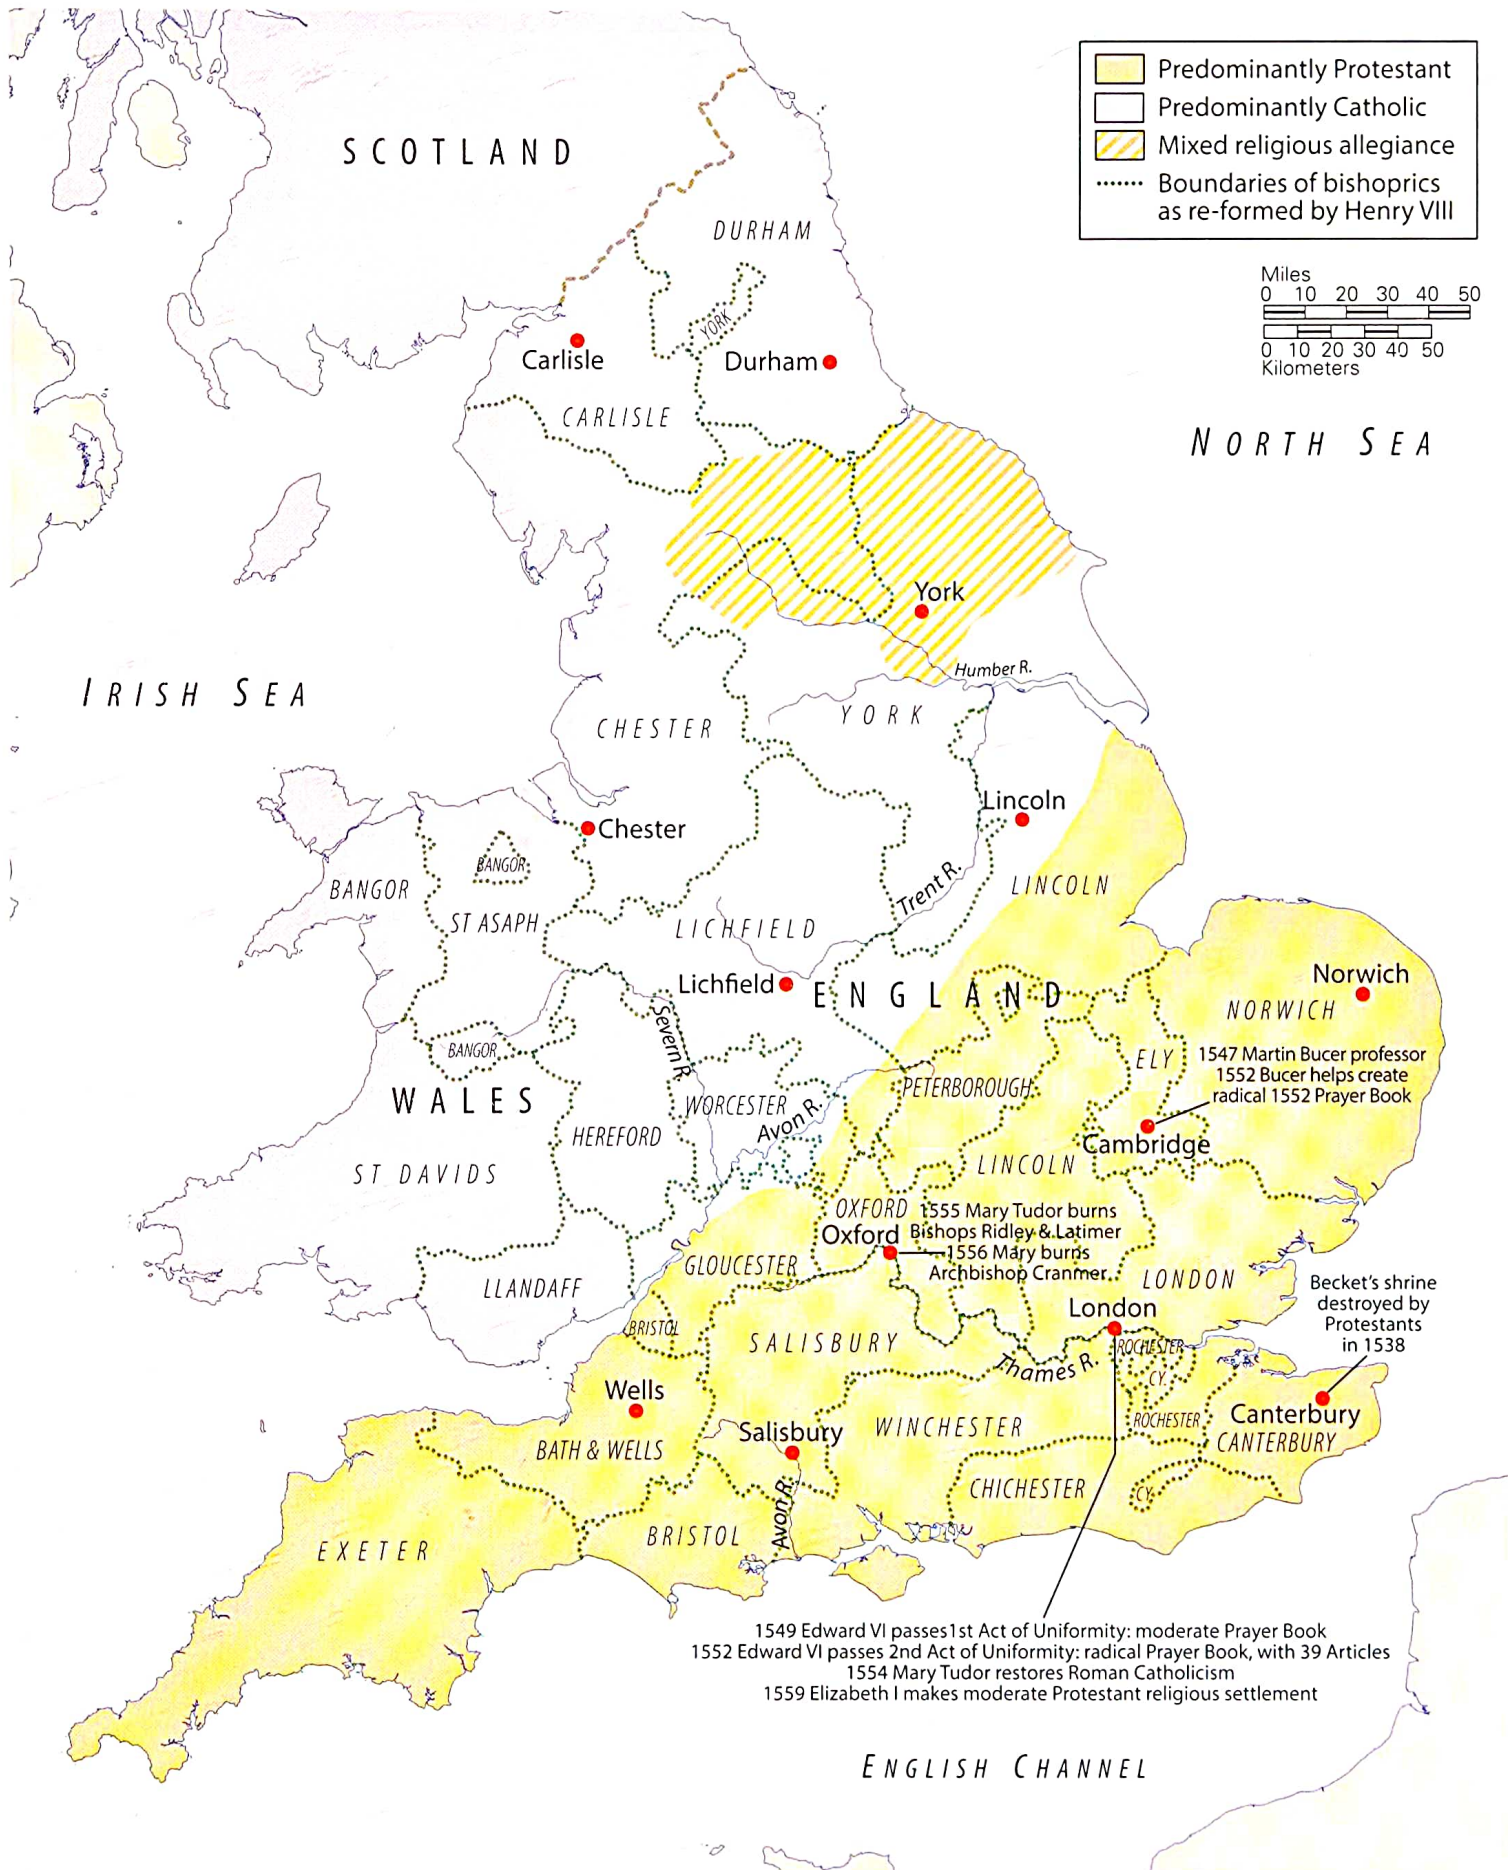 Predominantly Protestant
Predominantly Catholic
Mixed religious allegiance
Boundaries of bishoprics
as re-formed by Henry VIII
Miles
0 10 20 30 40 50
0 10 20 30 40 50
Kilometers
SCOTLAND
DURHAM
YORK
Carlisle
Durham
CARLISLE
NORTH SEA
York
Humber R.
IRISH SEA
CHESTER
YORK
Lincoln
Chester
BANGOR
BANGOR
Trent R.
LINCOLN
ST ASAPH
LICHFIELD
Lichfield
ENGLAND
Norwich
NORWICH
Severn R.
BANGOR
ELY
1547 Martin Bucer professor
1552 Bucer helps create
radical 1552 Prayer Book
WALES
PETERBOROUGH
WORCESTER
Avon R.
HEREFORD
Cambridge
LINCOLN
ST DAVIDS
OXFORD
Oxford
1555 Mary Tudor burns
Bishops Ridley & Latimer
1556 Mary burns
Archbishop Cranmer
GLOUCESTER
LLANDAFF
LONDON
London
Becket's shrine
destroyed by
Protestants
in 1538
BRISTOL
SALISBURY
Thames R.
ROCHESTER
CY.
Wells
Salisbury
WINCHESTER
ROCHESTER
Canterbury
CANTERBURY
BATH & WELLS
CHICHESTER
CY.
Avon R.
BRISTOL
EXETER
1549 Edward VI passes1st Act of Uniformity: moderate Prayer Book
1552 Edward VI passes 2nd Act of Uniformity: radical Prayer Book, with 39 Articles
1554 Mary Tudor restores Roman Catholicism
1559 Elizabeth I makes moderate Protestant religious settlement
ENGLISH CHANNEL